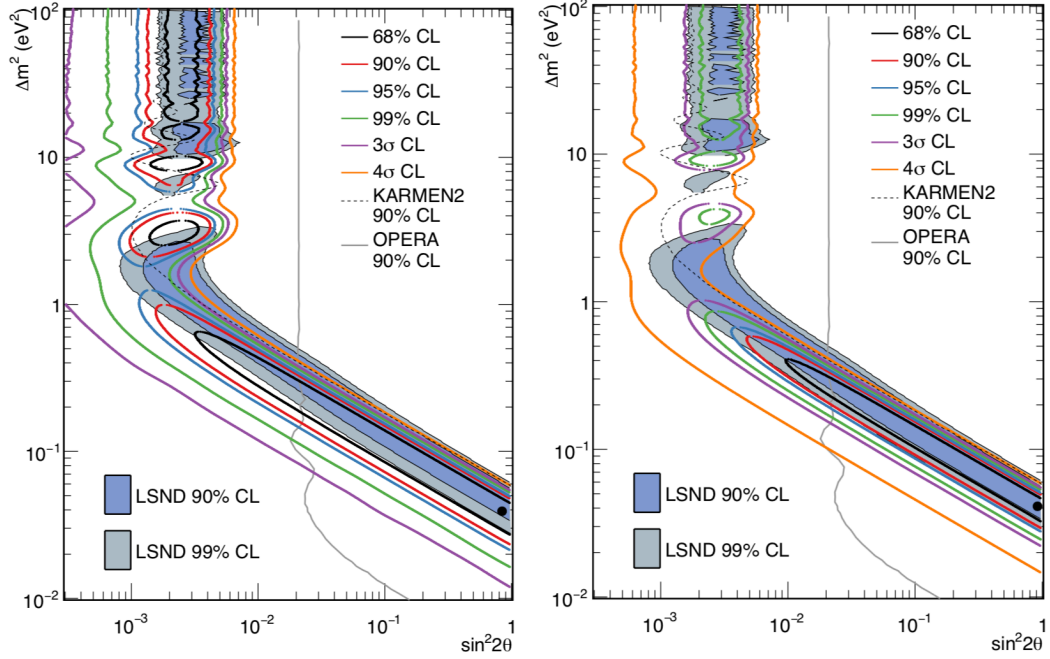 Δm² (eV²)
10²
10
1
10⁻¹
10⁻²
68% CL
90% CL
95% CL
99% CL
3σ CL
4σ CL
KARMEN2
90% CL
OPERA
90% CL
LSND 90% CL
LSND 99% CL
10⁻³
10⁻²
10⁻¹
1
sin²2θ
Δm² (eV²)
10²
10
1
10⁻¹
10⁻²
68% CL
90% CL
95% CL
99% CL
3σ CL
4σ CL
KARMEN2
90% CL
OPERA
90% CL
LSND 90% CL
LSND 99% CL
10⁻³
10⁻²
10⁻¹
1
sin²2θ